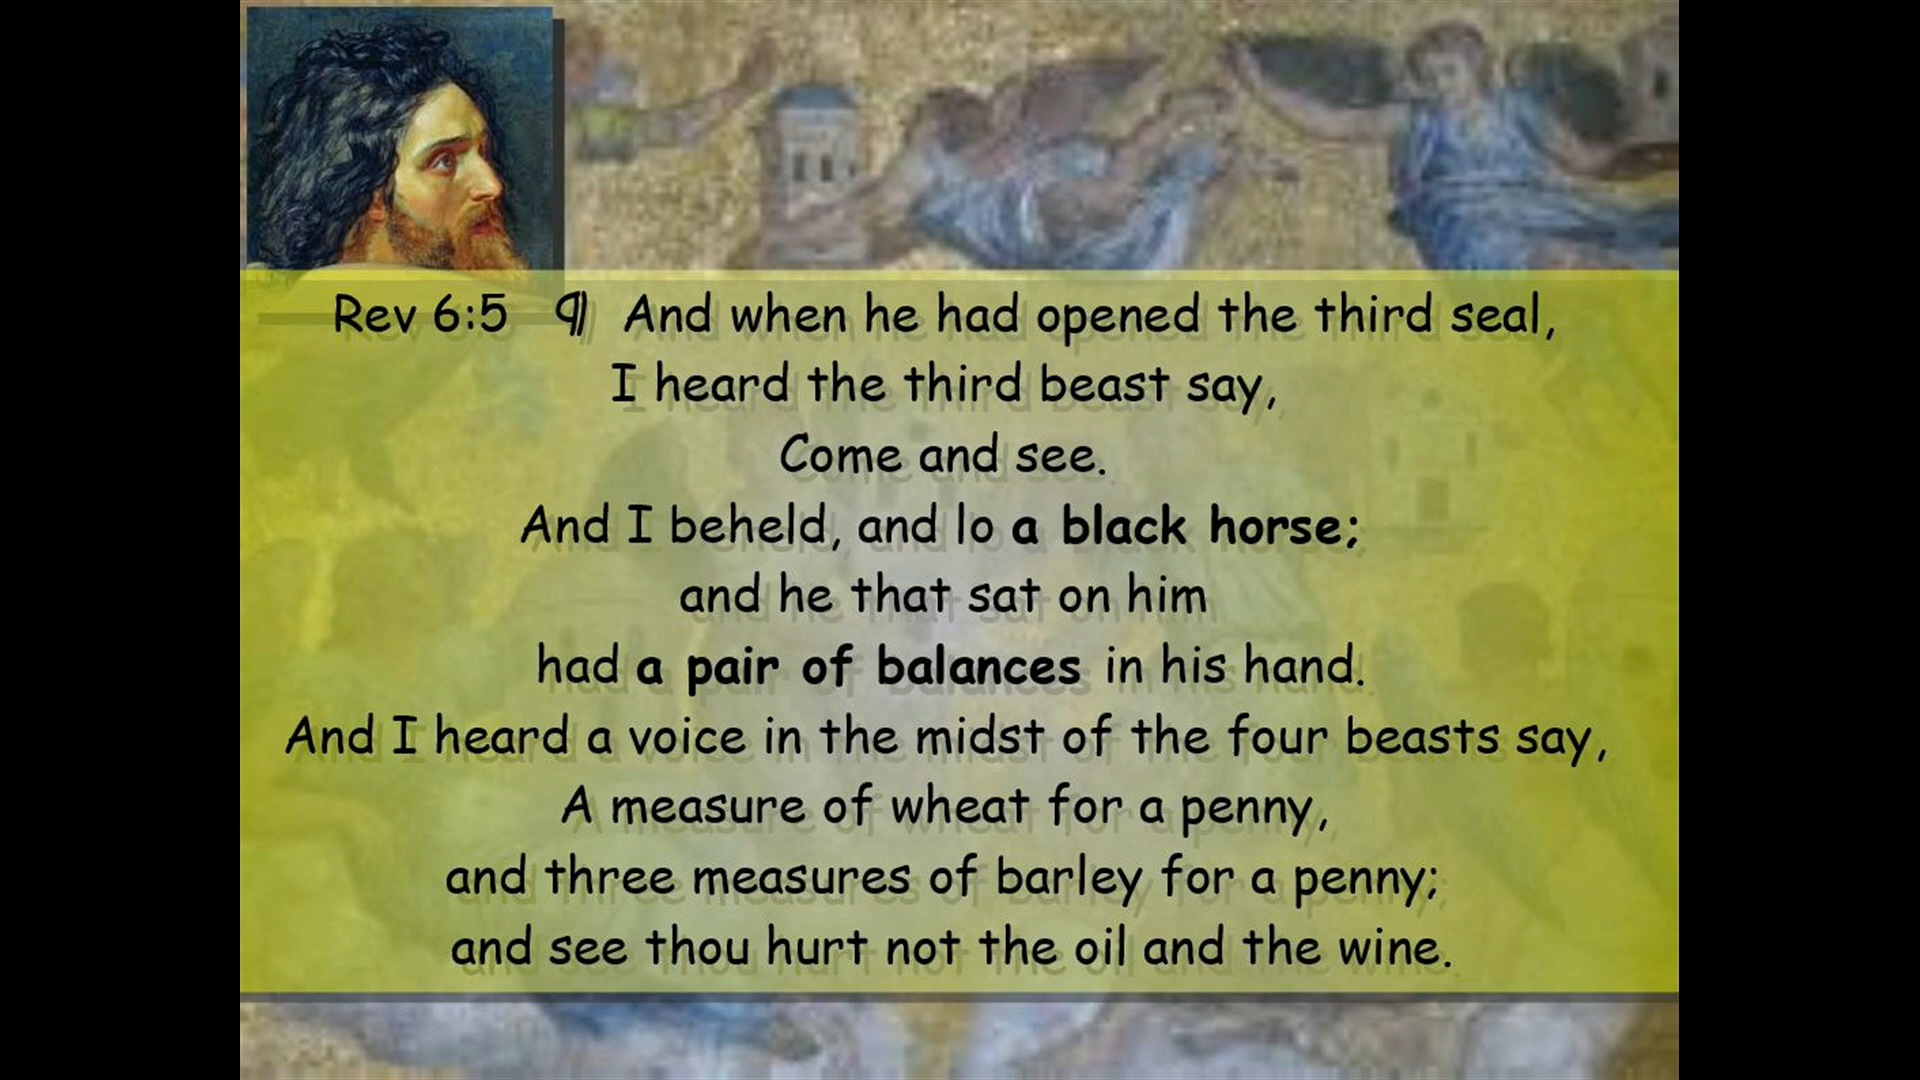 Rev 6:5 ¶ And when he had opened the third seal,
I heard the third beast say,
Come and see.
And I beheld, and lo a black horse;
and he that sat on him
had a pair of balances in his hand.
And I heard a voice in the midst of the four beasts say,
A measure of wheat for a penny,
and three measures of barley for a penny;
and see thou hurt not the oil and the wine.